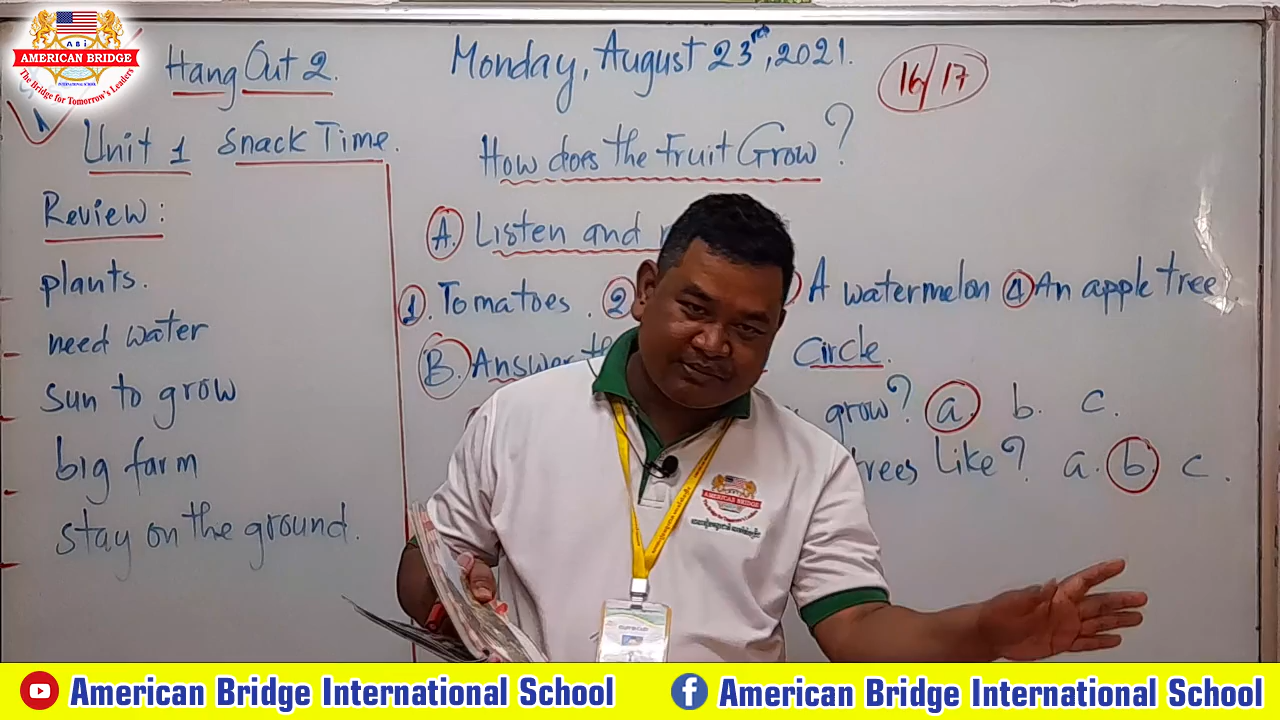 A B i
AMERICAN BRIDGE
INTERNATIONAL SCHOOL
The Bridge for Tomorrow's Leaders
Hang Out 2.
Monday, August 23rd, 2021.
16/17
Unit 1 Snack Time.
How does the Fruit Grow?
Review:
plants.
need water
sun to grow
big farm
stay on the ground.
A. Listen and
1. Tomatoes. 2 A watermelon 4 An apple tree.
B. Answer the Circle.
grow? a. b. c.
trees Like? a. b. c.
AMERICAN BRIDGE
American Bridge International School
American Bridge International School